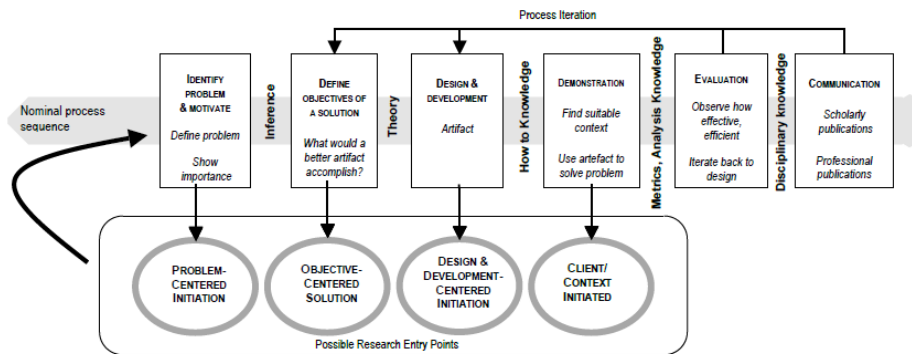 Process Iteration
Nominal process
sequence
IDENTIFY
PROBLEM
& MOTIVATE
Define problem
Show
importance
Inference
DEFINE
OBJECTIVES OF
A SOLUTION
What would a
better artifact
accomplish?
Theory
DESIGN &
DEVELOPMENT
Artifact
How to Knowledge
DEMONSTRATION
Find suitable
context
Use artefact to
solve problem
Metrics, Analysis Knowledge
EVALUATION
Observe how
effective,
efficient
Iterate back to
design
Disciplinary knowledge
COMMUNICATION
Scholarly
publications
Professional
publications
PROBLEM-
CENTERED
INITIATION
OBJECTIVE-
CENTERED
SOLUTION
DESIGN &
DEVELOPMENT-
CENTERED
INITIATION
CLIENT/
CONTEXT
INITIATED
Possible Research Entry Points